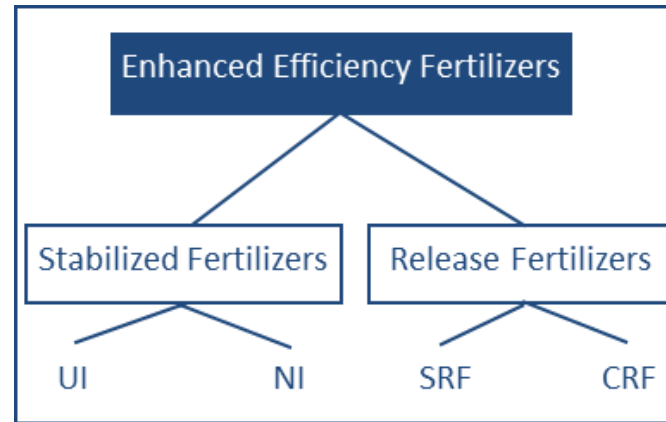 Enhanced Efficiency Fertilizers
Stabilized Fertilizers
Release Fertilizers
UI
NI
SRF
CRF